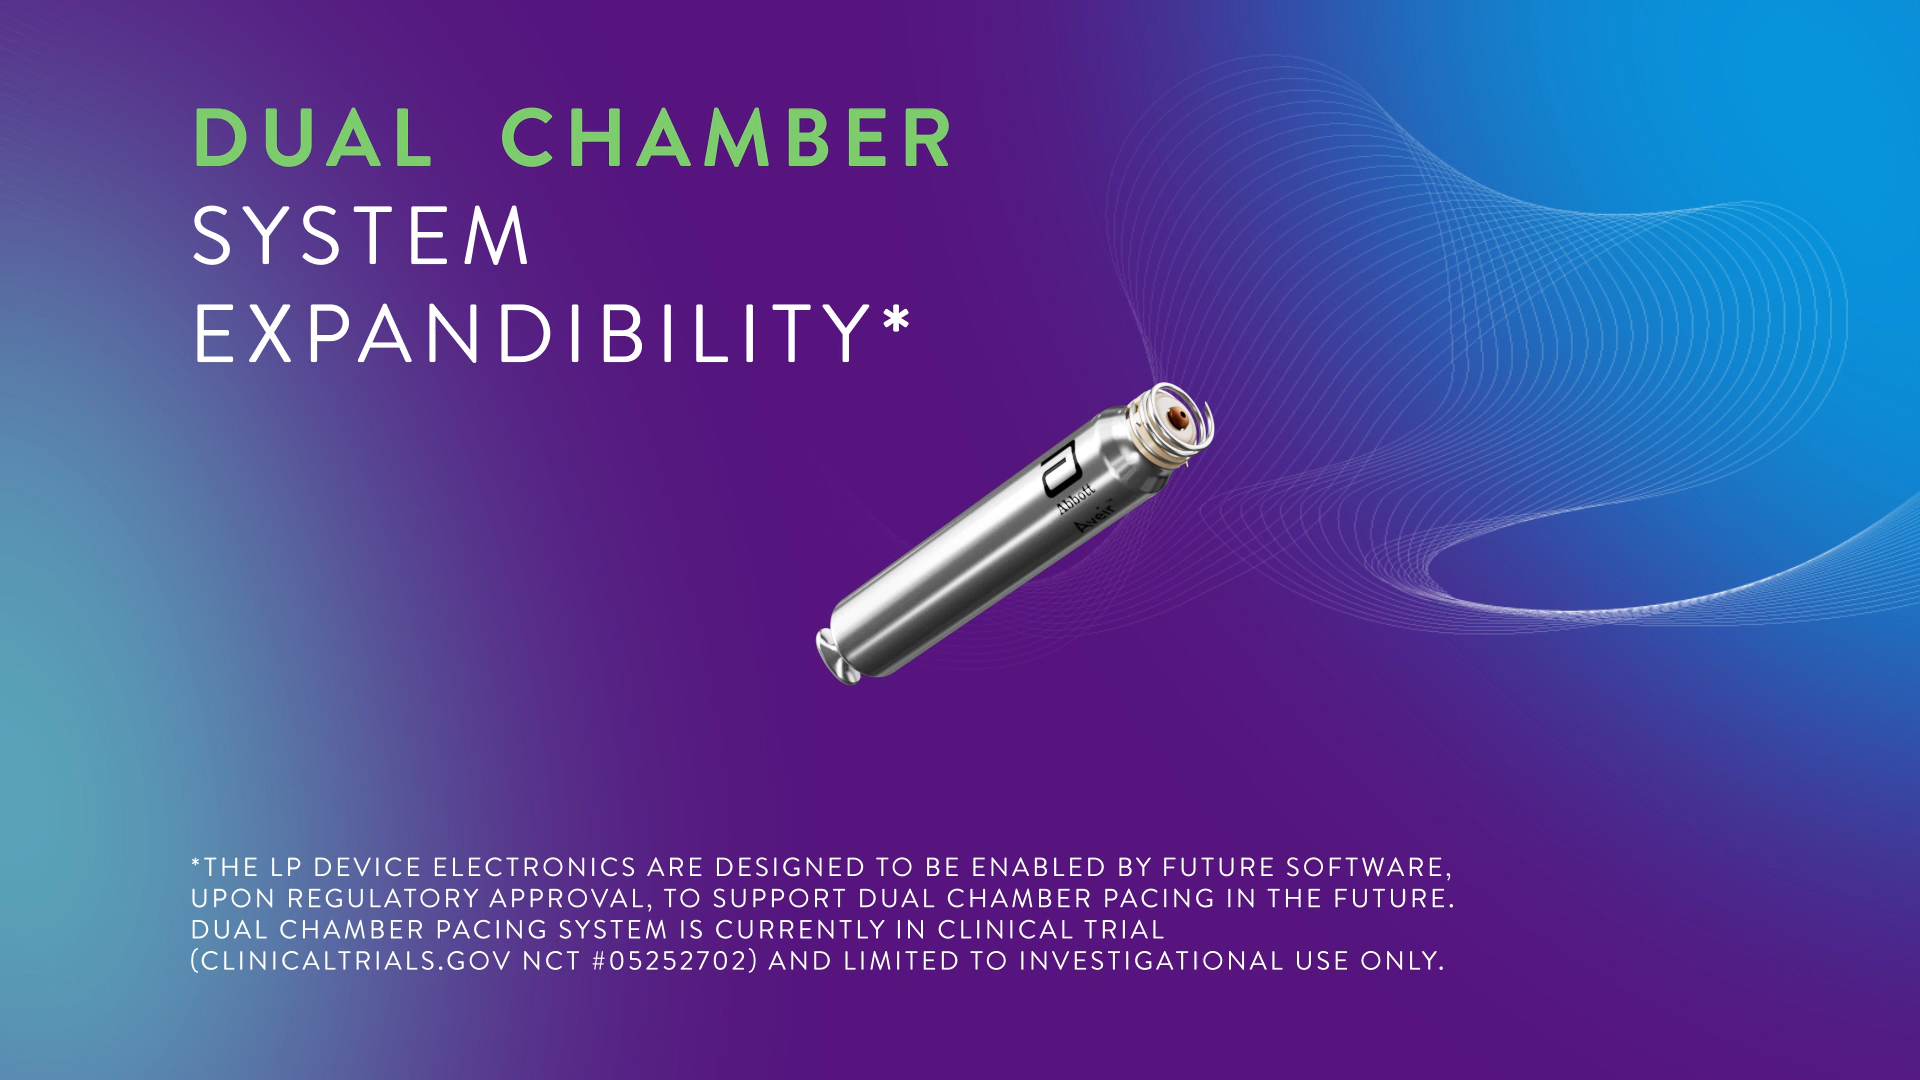 DUAL CHAMBER
SYSTEM
EXPANDIBILITY*
Abbott
Aveir™
*THE LP DEVICE ELECTRONICS ARE DESIGNED TO BE ENABLED BY FUTURE SOFTWARE,
UPON REGULATORY APPROVAL, TO SUPPORT DUAL CHAMBER PACING IN THE FUTURE.
DUAL CHAMBER PACING SYSTEM IS CURRENTLY IN CLINICAL TRIAL
(CLINICALTRIALS.GOV NCT #05252702) AND LIMITED TO INVESTIGATIONAL USE ONLY.